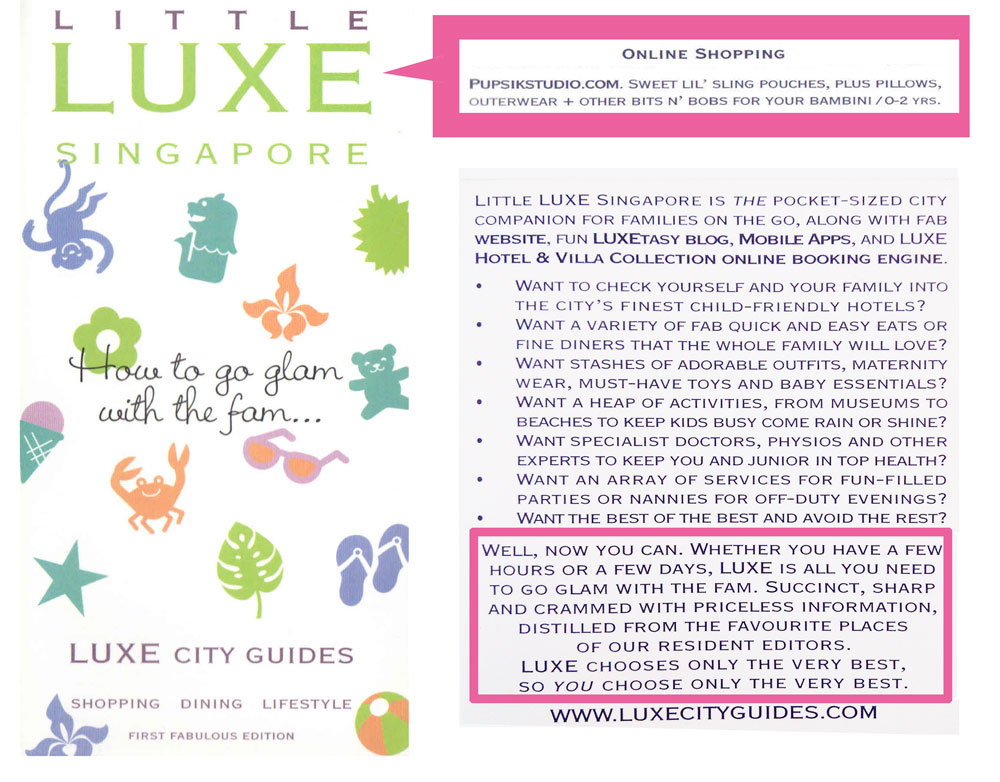 LITTLE
LUXE
SINGAPORE
How to go glam
with the fam...
LUXE CITY GUIDES
SHOPPING DINING LIFESTYLE
FIRST FABULOUS EDITION
ONLINE SHOPPING
PUPSIKSTUDIO.COM. SWEET LIL' SLING POUCHES, PLUS PILLOWS,
OUTERWEAR + OTHER BITS N' BOBS FOR YOUR BAMBINI /0-2 YRS.
LITTLE LUXE SINGAPORE IS THE POCKET-SIZED CITY
COMPANION FOR FAMILIES ON THE GO, ALONG WITH FAB
WEBSITE, FUN LUXETASY BLOG, MOBILE APPS, AND LUXE
HOTEL & VILLA COLLECTION ONLINE BOOKING ENGINE.
• WANT TO CHECK YOURSELF AND YOUR FAMILY INTO
THE CITY'S FINEST CHILD-FRIENDLY HOTELS?
• WANT A VARIETY OF FAB QUICK AND EASY EATS OR
FINE DINERS THAT THE WHOLE FAMILY WILL LOVE?
• WANT STASHES OF ADORABLE OUTFITS, MATERNITY
WEAR, MUST-HAVE TOYS AND BABY ESSENTIALS?
• WANT A HEAP OF ACTIVITIES, FROM MUSEUMS TO
BEACHES TO KEEP KIDS BUSY COME RAIN OR SHINE?
• WANT SPECIALIST DOCTORS, PHYSIOS AND OTHER
EXPERTS TO KEEP YOU AND JUNIOR IN TOP HEALTH?
• WANT AN ARRAY OF SERVICES FOR FUN-FILLED
PARTIES OR NANNIES FOR OFF-DUTY EVENINGS?
• WANT THE BEST OF THE BEST AND AVOID THE REST?
WELL, NOW YOU CAN. WHETHER YOU HAVE A FEW
HOURS OR A FEW DAYS, LUXE IS ALL YOU NEED
TO GO GLAM WITH THE FAM. SUCCINCT, SHARP
AND CRAMMED WITH PRICELESS INFORMATION,
DISTILLED FROM THE FAVOURITE PLACES
OF OUR RESIDENT EDITORS.
LUXE CHOOSES ONLY THE VERY BEST,
SO YOU CHOOSE ONLY THE VERY BEST.
WWW.LUXECITYGUIDES.COM